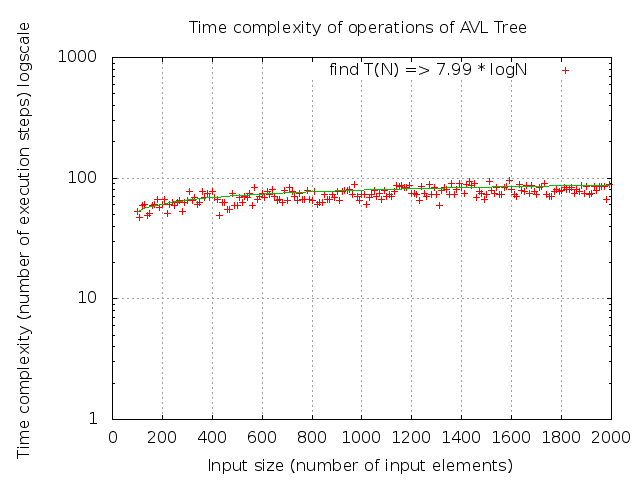 Time complexity of operations of AVL Tree
Time complexity (number of execution steps) logscale
find T(N) => 7.99 * logN
1000
100
10
1
0 200 400 600 800 1000 1200 1400 1600 1800 2000
Input size (number of input elements)